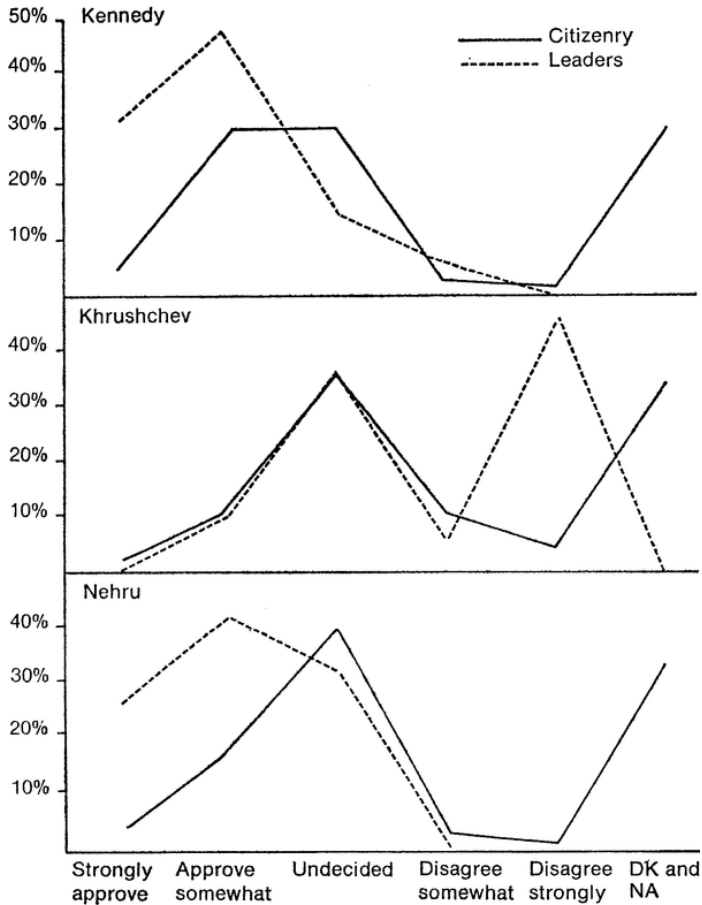 Kennedy
50%
40%
30%
20%
10%
Citizenry
Leaders
Khrushchev
40%
30%
20%
10%
Nehru
40%
30%
20%
10%
Strongly approve
Approve somewhat
Undecided
Disagree somewhat
Disagree strongly
DK and NA